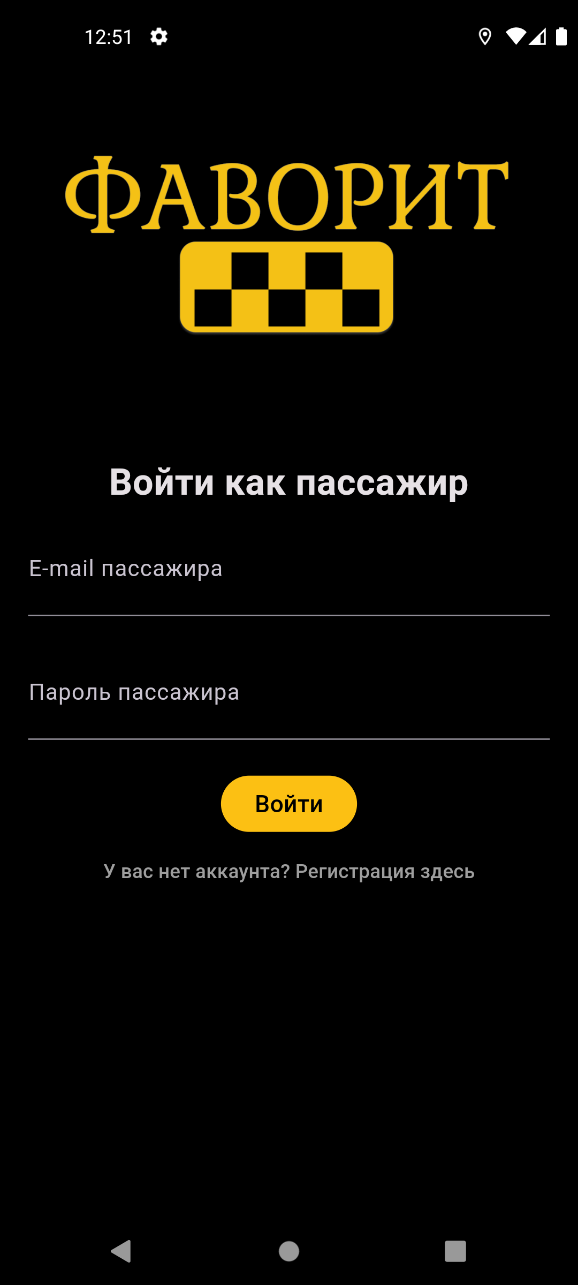 12:51
ФАВОРИТ
Войти как пассажир
E-mail пассажира
Пароль пассажира
Войти
У вас нет аккаунта? Регистрация здесь